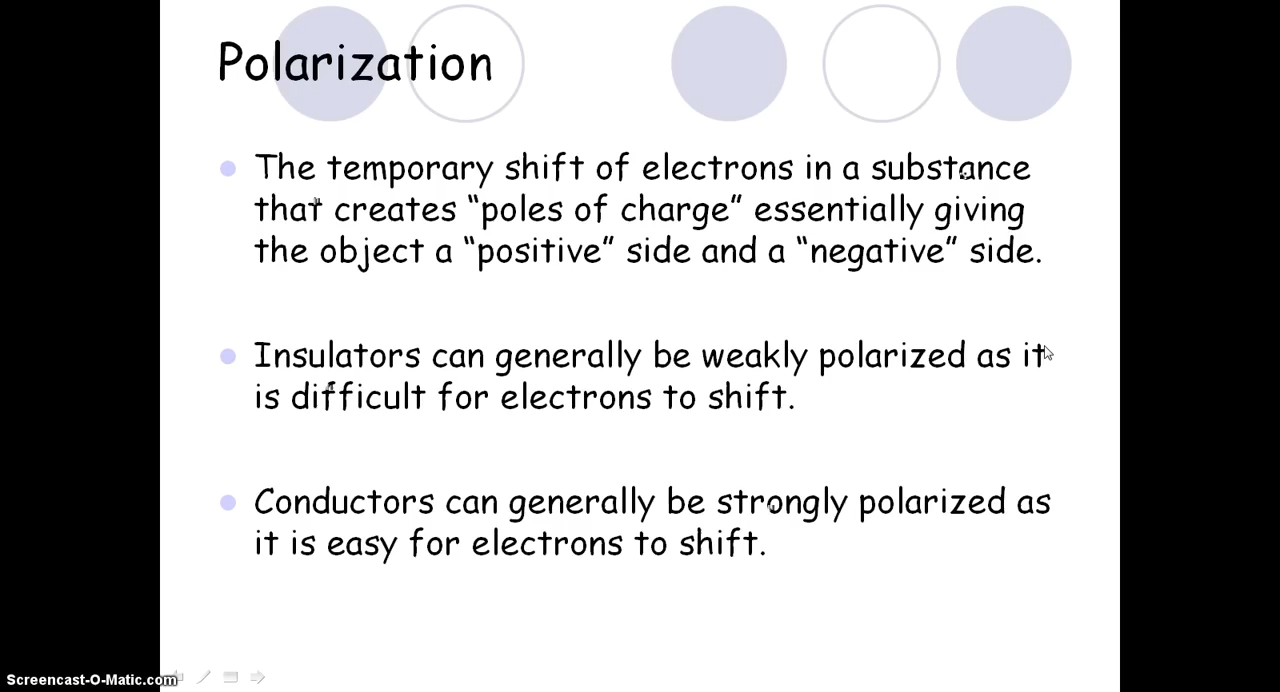 Polarization
The temporary shift of electrons in a substance
that creates “poles of charge” essentially giving
the object a “positive” side and a “negative” side.
Insulators can generally be weakly polarized as it
is difficult for electrons to shift.
Conductors can generally be strongly polarized as
it is easy for electrons to shift.
Screencast-O-Matic.com